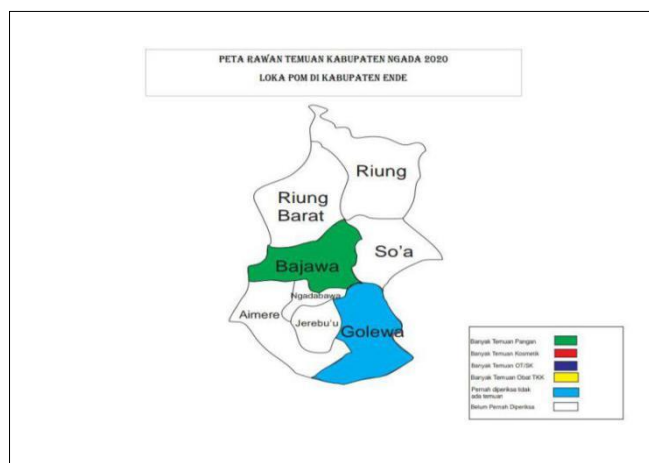 PETA RAWAN TEMUAN KABUPATEN NGADA 2020
LOKA POM DI KABUPATEN ENDE
Riung
Riung
Barat
So'a
Bajawa
Ngadabawa
Aimere
Jerebu'u
Golewa
Banyak Temuan Pangan
Banyak Temuan Kosmetik
Banyak Temuan OT/SK
Banyak Temuan Obat TKK
Pernah diperiksa tidak
ada temuan
Belum Pernah Diperiksa